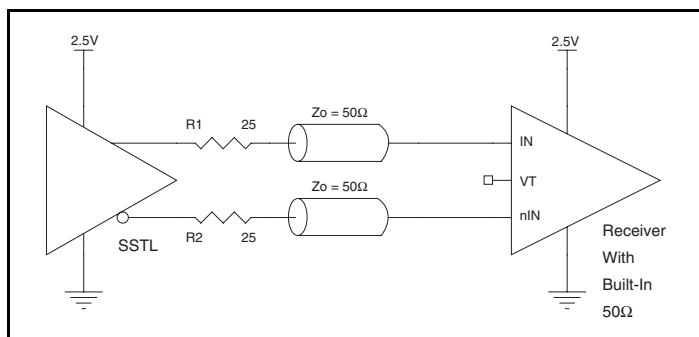 2.5V
2.5V
R1 25
Zo = 50Ω
IN
VT
Zo = 50Ω
nIN
R2 25
SSTL
Receiver
With
Built-In
50Ω